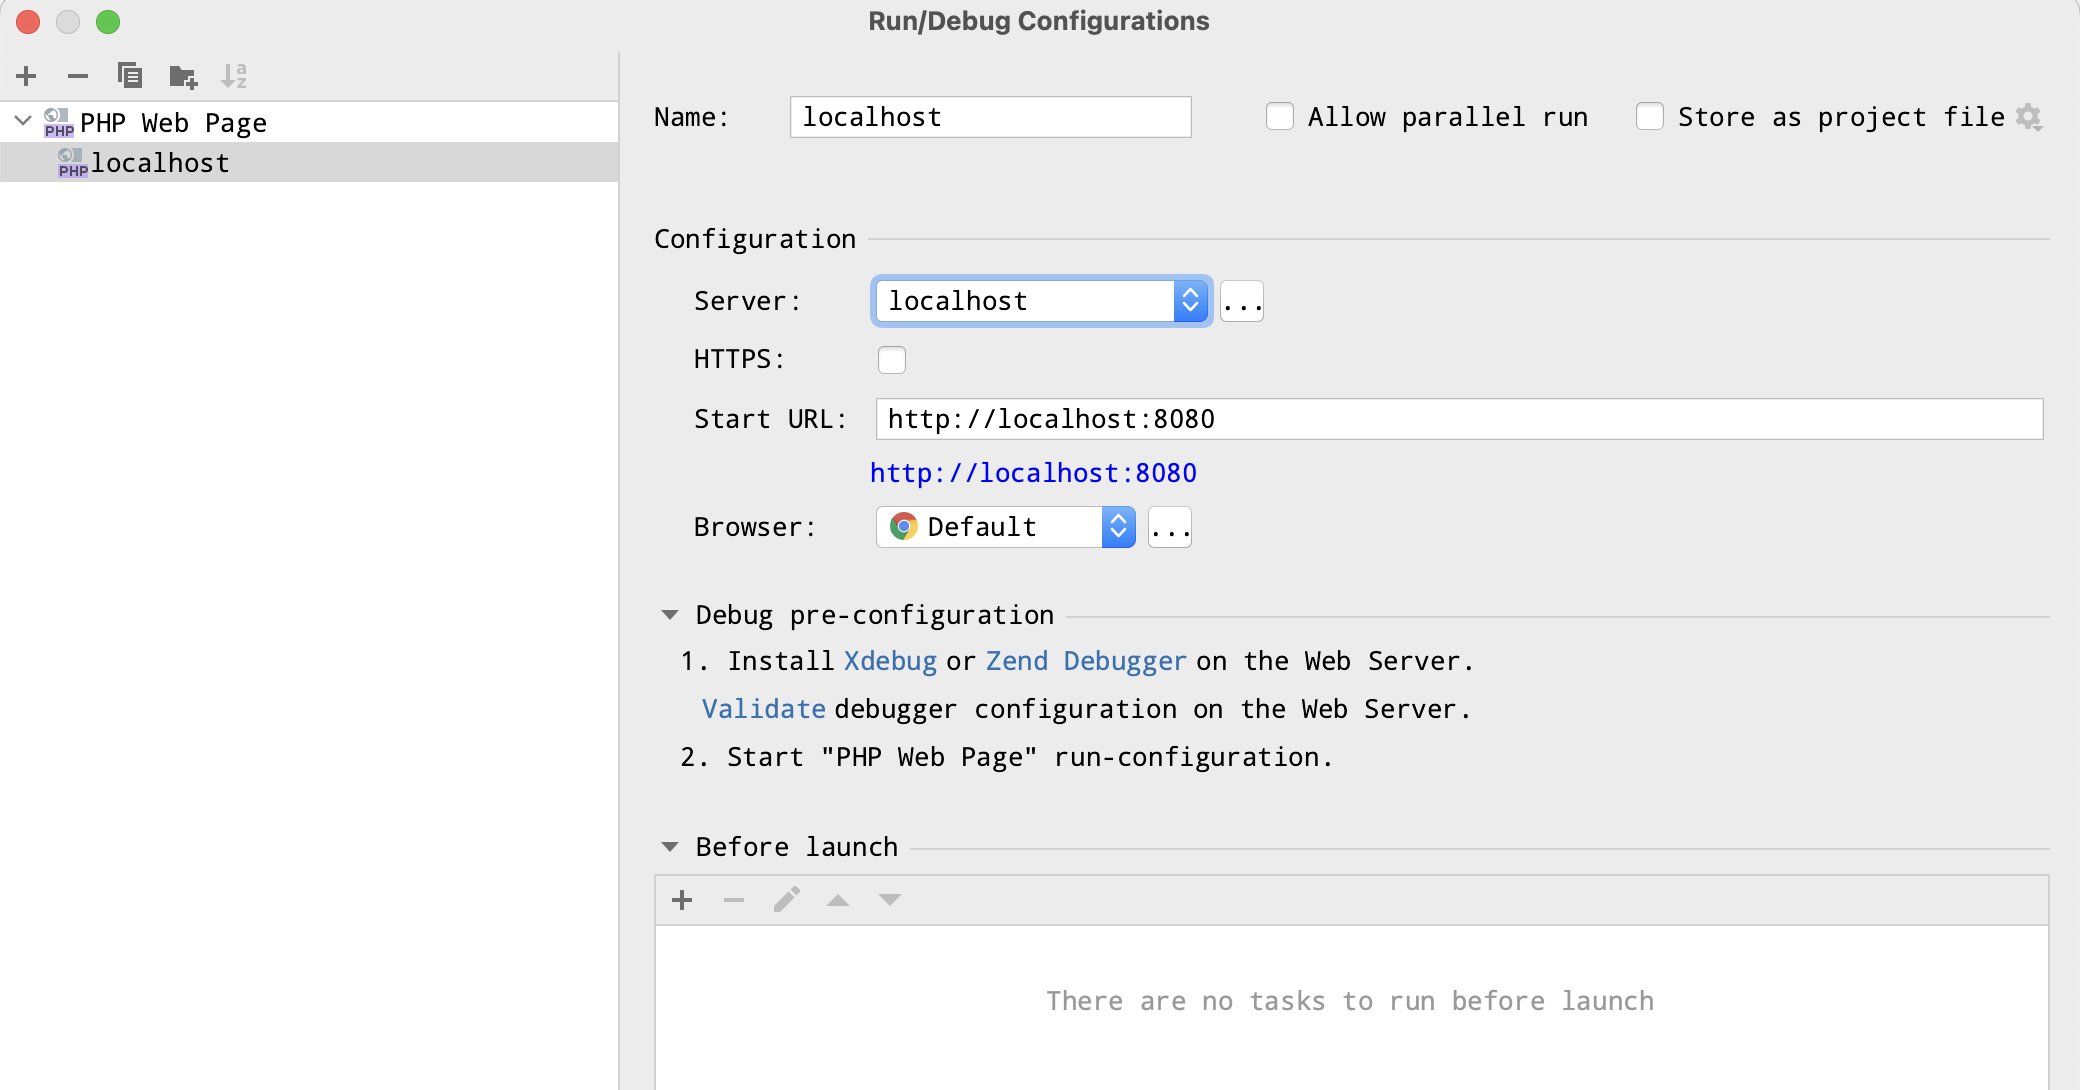 Run/Debug Configurations
PHP PHP Web Page
PHP localhost
Name: localhost Allow parallel run Store as project file
Configuration
Server: localhost ...
HTTPS:
Start URL: http://localhost:8080
http://localhost:8080
Browser: Default ...
Debug pre-configuration
1. Install Xdebug or Zend Debugger on the Web Server.
Validate debugger configuration on the Web Server.
2. Start "PHP Web Page" run-configuration.
Before launch
There are no tasks to run before launch